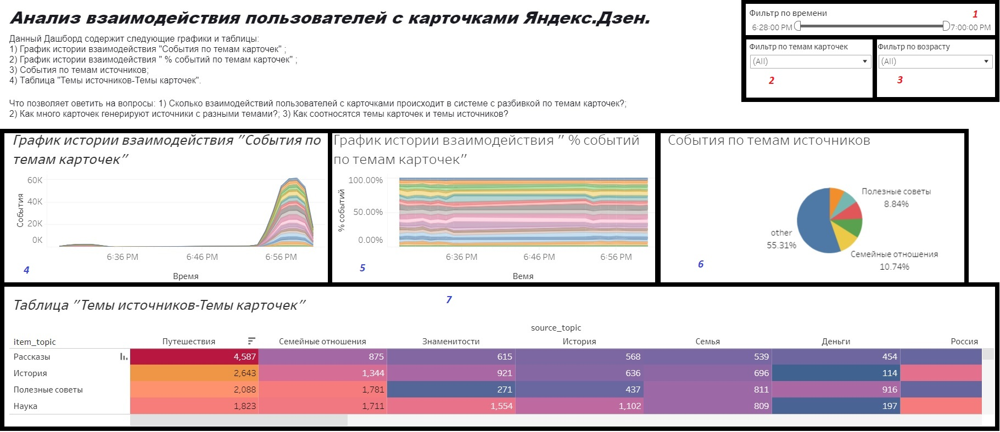 Анализ взаимодействия пользователей с карточками Яндекс.Дзен.
Данный Дашборд содержит следующие графики и таблицы:
1) График истории взаимодействия "События по темам карточек" ;
2) График истории взаимодействия " % событий по темам карточек" ;
3) События по темам источников;
4) Таблица "Темы источников-Темы карточек".
Что позволяет оветить на вопросы: 1) Сколько взаимодействий пользователей с карточками происходит в системе с разбивкой по темам карточек?;
2) Как много карточек генерируют источники с разными темами?; 3) Как соотносятся темы карточек и темы источников?
Фильтр по времени 1
6:28:00 PM 7:00:00 PM
Фильтр по темам карточек
(All)
2
Фильтр по возрасту
(All)
3
График истории взаимодействия "События по
темам карточек"
События
60K
40K
20K
0K
6:36 PM 6:46 PM 6:56 PM
4
Время
График истории взаимодействия " % событий
по темам карточек"
% событий
100.00%
50.00%
0.00%
6:36 PM 6:46 PM 6:56 PM
5
Вемя
События по темам источников
Полезные советы
8.84%
other
55.31%
Семейные отношения
10.74%
6
Таблица "Темы источников-Темы карточек" 7
source_topic
item_topic Путешествия Семейные отношения Знаменитости История Семья Деньги Россия
Рассказы 4,587 875 615 568 539 454
История 2,643 1,344 921 636 696 114
Полезные советы 2,088 1,781 271 437 811 916
Наука 1,823 1,711 1,554 1,102 809 197